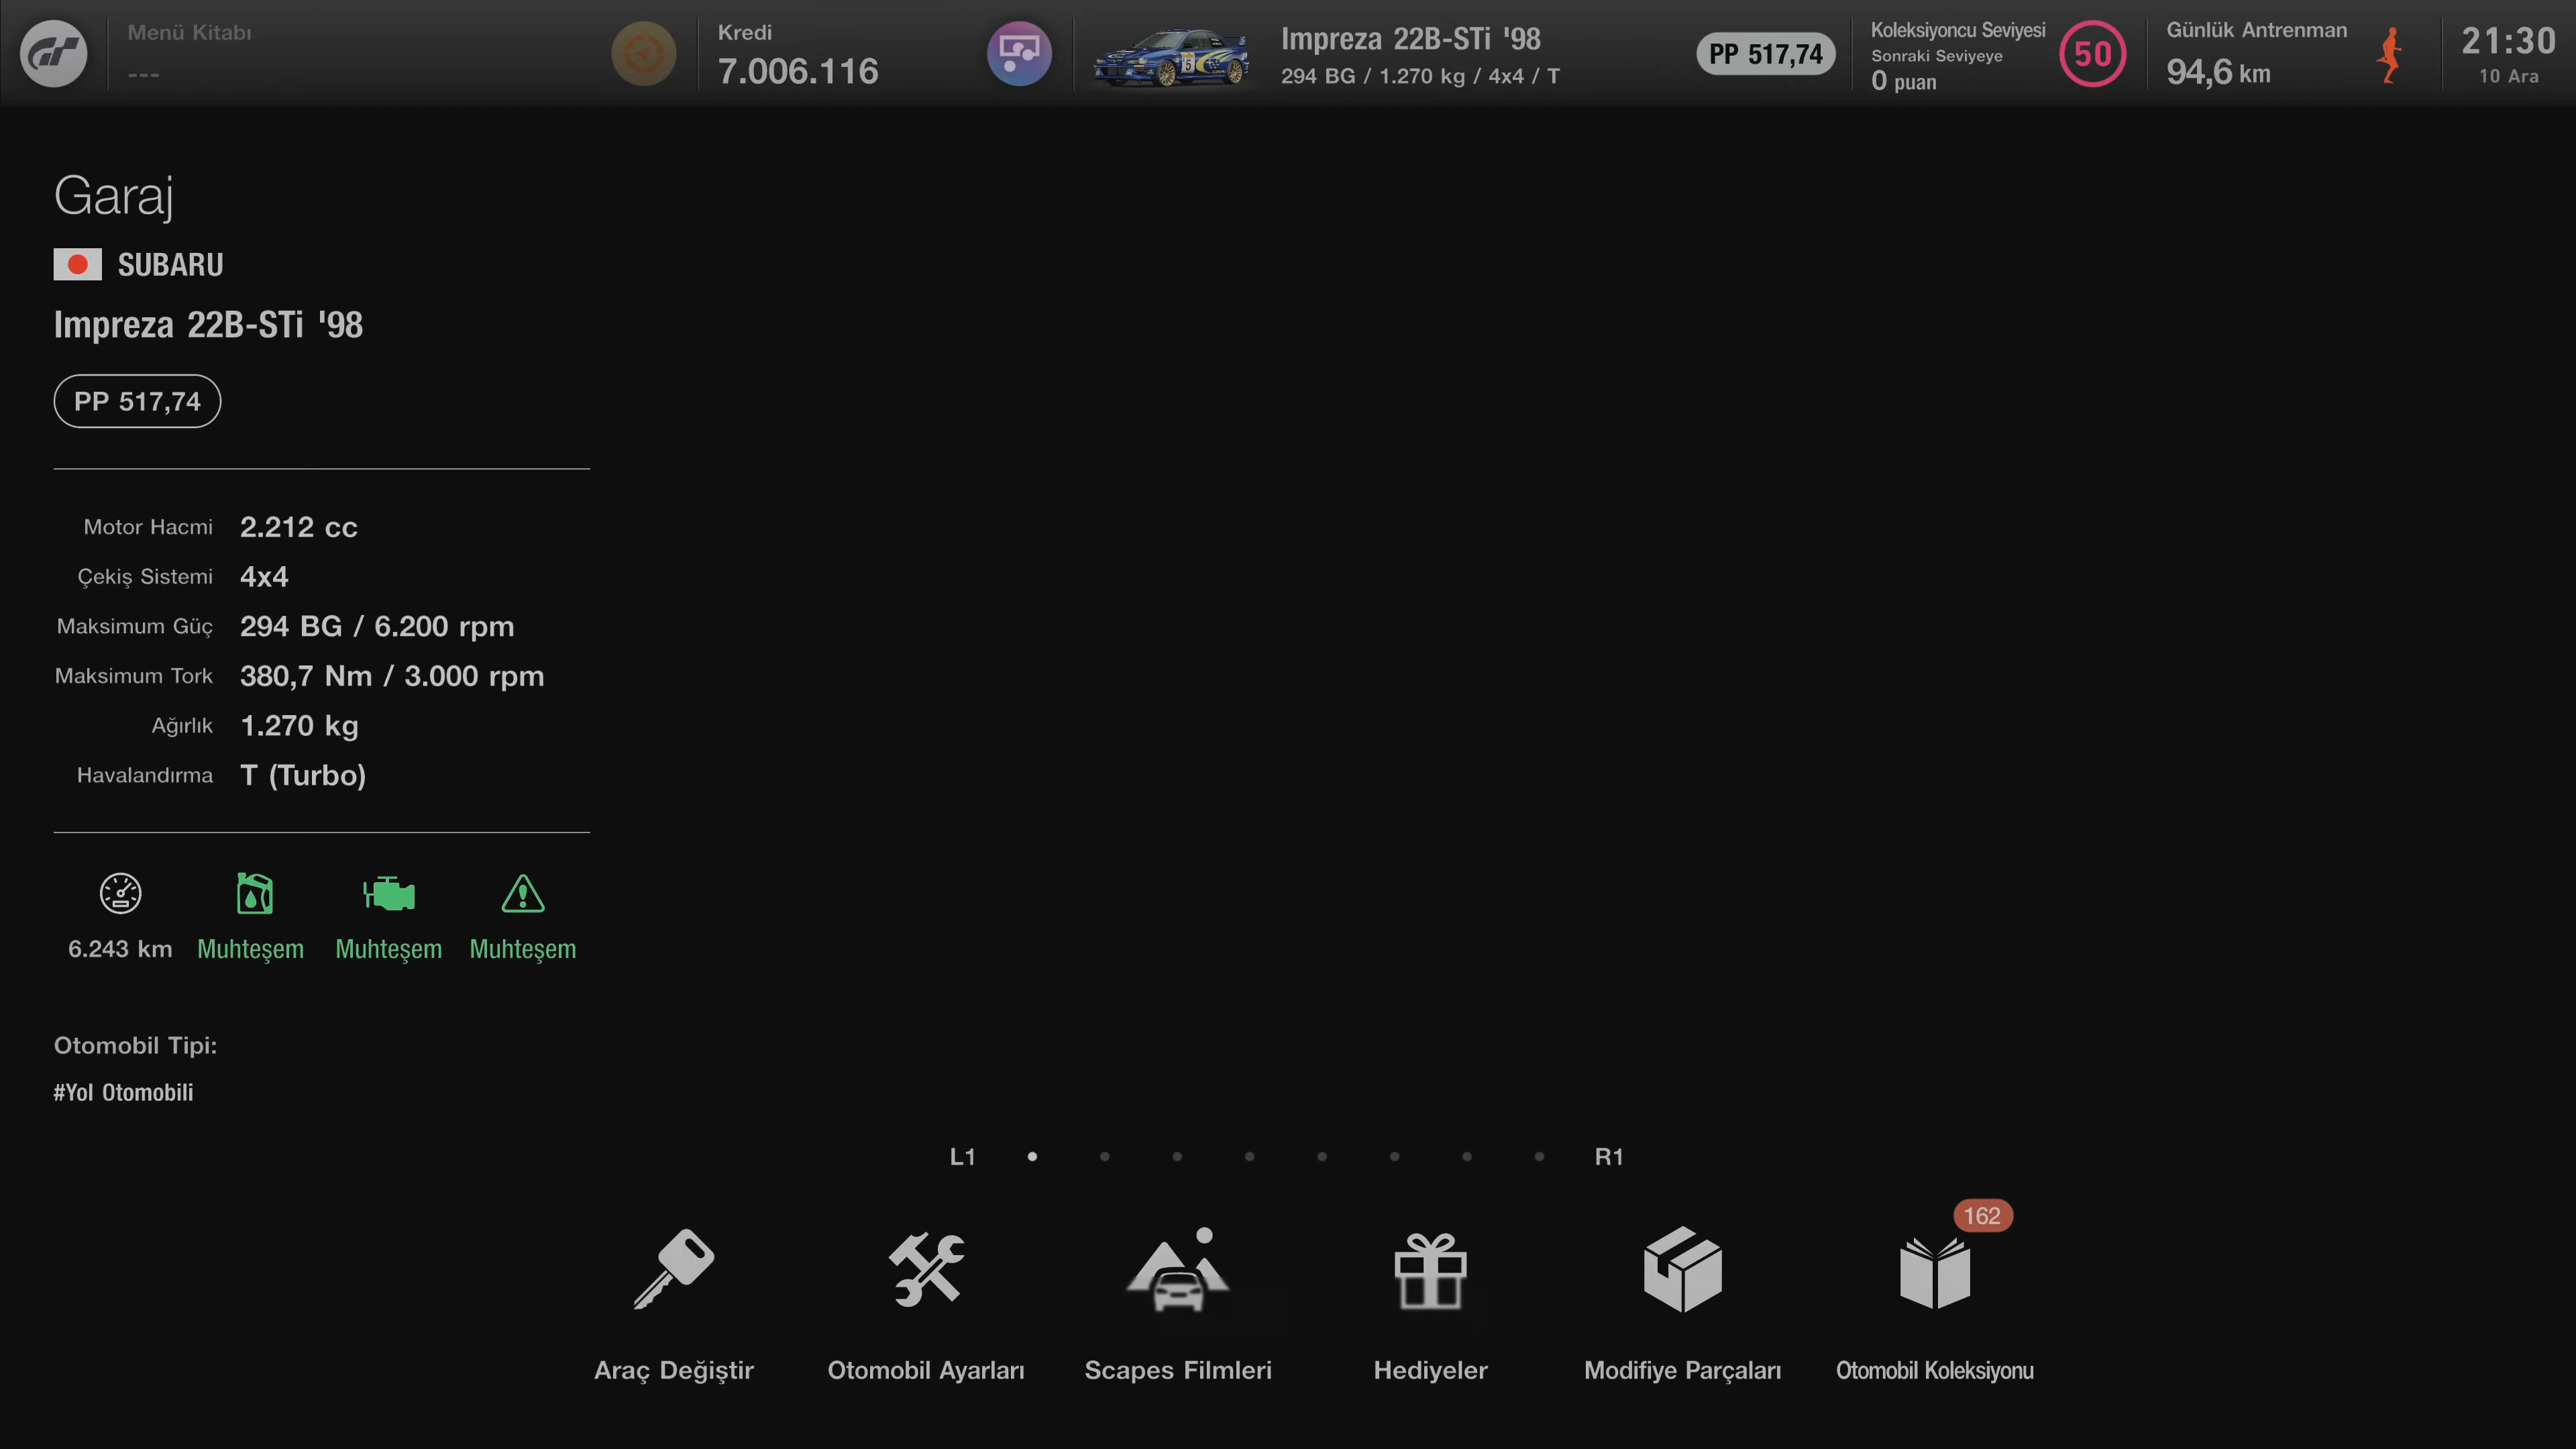 Menü Kitabı
---
Kredi
7.006.116
Impreza 22B-STi '98
294 BG / 1.270 kg / 4x4 / T
PP 517,74
Koleksiyoncu Seviyesi
Sonraki Seviyeye
0 puan
50
Günlük Antrenman
94,6 km
21:30
10 Ara
Garaj
SUBARU
Impreza 22B-STi '98
PP 517,74
Motor Hacmi 2.212 cc
Çekiş Sistemi 4x4
Maksimum Güç 294 BG / 6.200 rpm
Maksimum Tork 380,7 Nm / 3.000 rpm
Ağırlık 1.270 kg
Havalandırma T (Turbo)
6.243 km Muhteşem Muhteşem Muhteşem
Otomobil Tipi:
#Yol Otomobili
L1 R1
162
Araç Değiştir Otomobil Ayarları Scapes Filmleri Hediyeler Modifiye Parçaları Otomobil Koleksiyonu